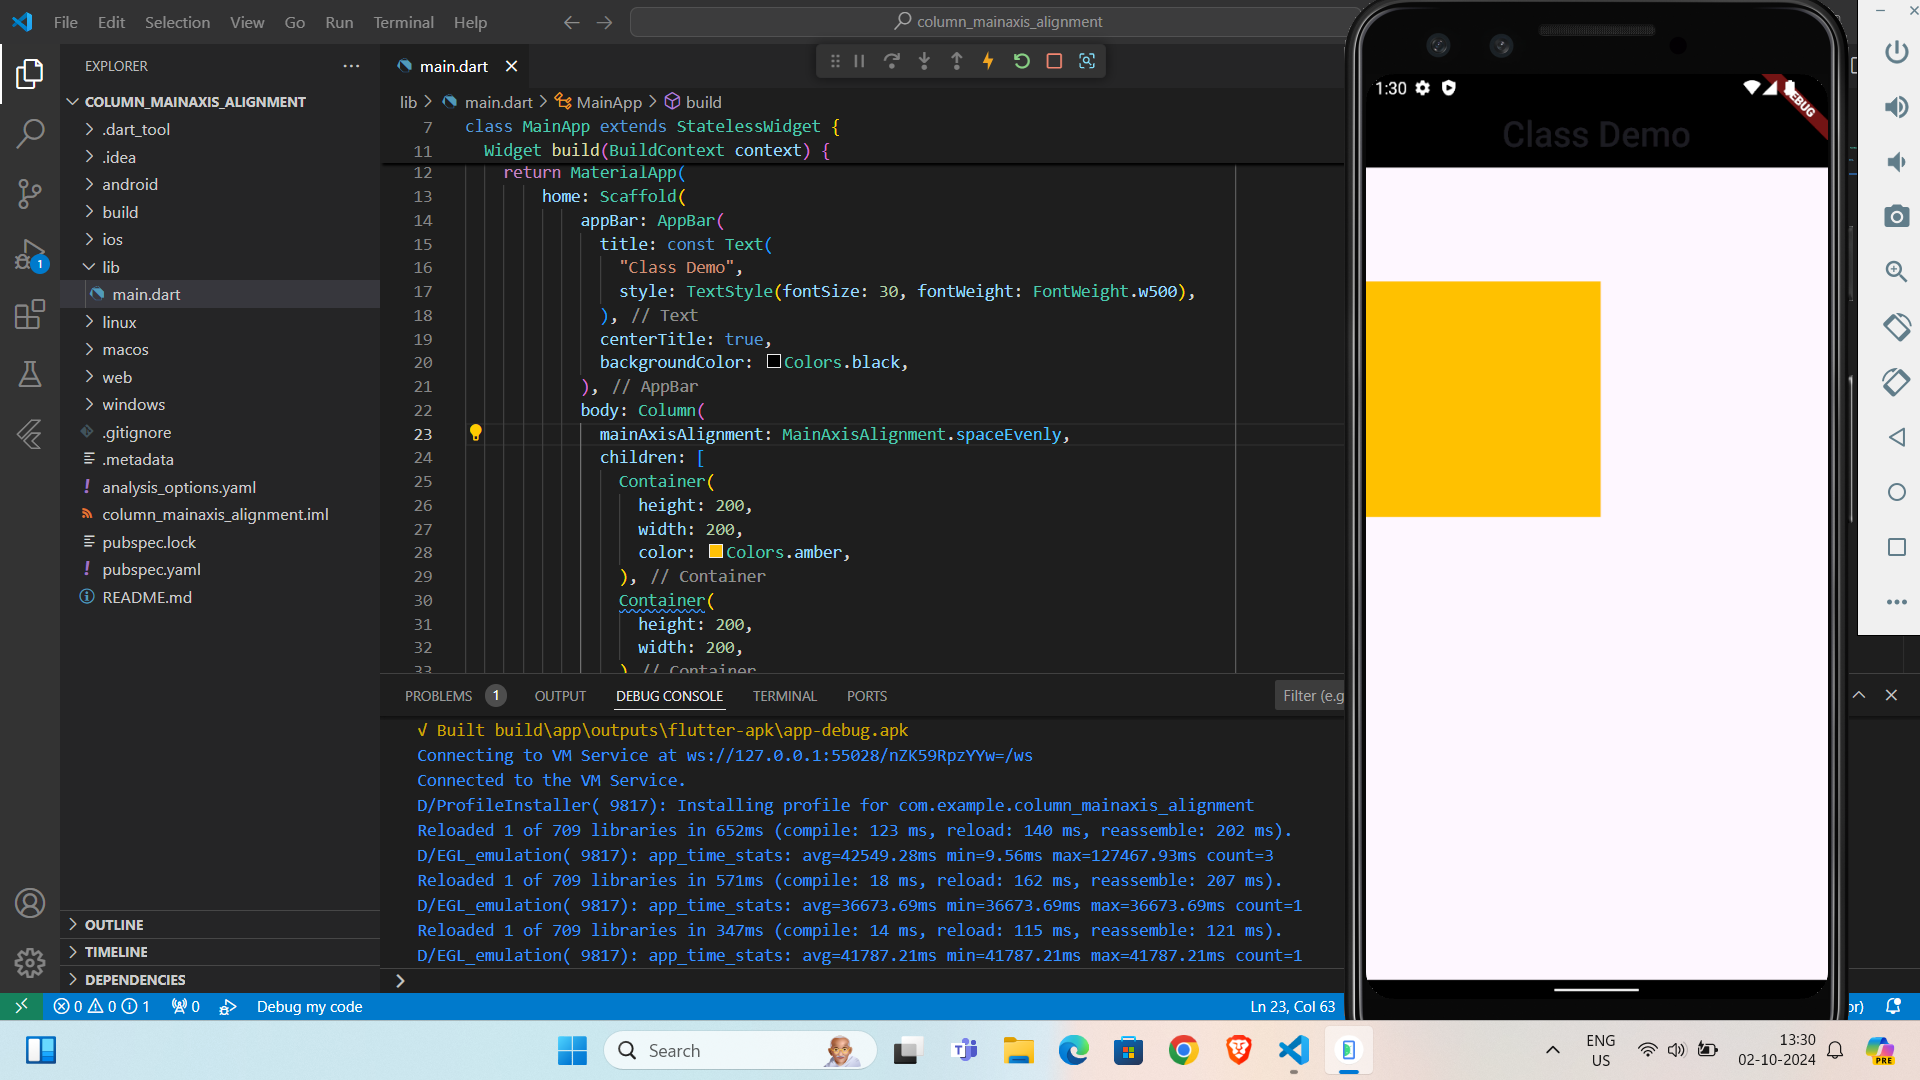 File Edit Selection View Go Run Terminal Help
column_mainaxis_alignment
EXPLORER
COLUMN_MAINAXIS_ALIGNMENT
.dart_tool
.idea
android
build
ios
lib
main.dart
linux
macos
web
windows
.gitignore
.metadata
analysis_options.yaml
column_mainaxis_alignment.iml
pubspec.lock
pubspec.yaml
README.md
OUTLINE
TIMELINE
DEPENDENCIES
1
main.dart
lib > main.dart > MainApp > build
7 class MainApp extends StatelessWidget {
11 Widget build(BuildContext context) {
12 return MaterialApp(
13 home: Scaffold(
14 appBar: AppBar(
15 title: const Text(
16 "Class Demo",
17 style: TextStyle(fontSize: 30, fontWeight: FontWeight.w500),
18 ), // Text
19 centerTitle: true,
20 backgroundColor: Colors.black,
21 ), // AppBar
22 body: Column(
23 mainAxisAlignment: MainAxisAlignment.spaceEvenly,
24 children: [
25 Container(
26 height: 200,
27 width: 200,
28 color: Colors.amber,
29 ), // Container
30 Container(
31 height: 200,
32 width: 200,
33 ) // Container
PROBLEMS 1 OUTPUT DEBUG CONSOLE TERMINAL PORTS
Filter (e.g
√ Built build\app\outputs\flutter-apk\app-debug.apk
Connecting to VM Service at ws://127.0.0.1:55028/nZK59RpzYYw=/ws
Connected to the VM Service.
D/ProfileInstaller( 9817): Installing profile for com.example.column_mainaxis_alignment
Reloaded 1 of 709 libraries in 652ms (compile: 123 ms, reload: 140 ms, reassemble: 202 ms).
D/EGL_emulation( 9817): app_time_stats: avg=42549.28ms min=9.56ms max=127467.93ms count=3
Reloaded 1 of 709 libraries in 571ms (compile: 18 ms, reload: 162 ms, reassemble: 207 ms).
D/EGL_emulation( 9817): app_time_stats: avg=36673.69ms min=36673.69ms max=36673.69ms count=1
Reloaded 1 of 709 libraries in 347ms (compile: 14 ms, reload: 115 ms, reassemble: 121 ms).
D/EGL_emulation( 9817): app_time_stats: avg=41787.21ms min=41787.21ms max=41787.21ms count=1
1:30
Class Demo
0 0 1 0 Debug my code
Ln 23, Col 63
or)
Search
ENG
US
13:30
02-10-2024
PRE